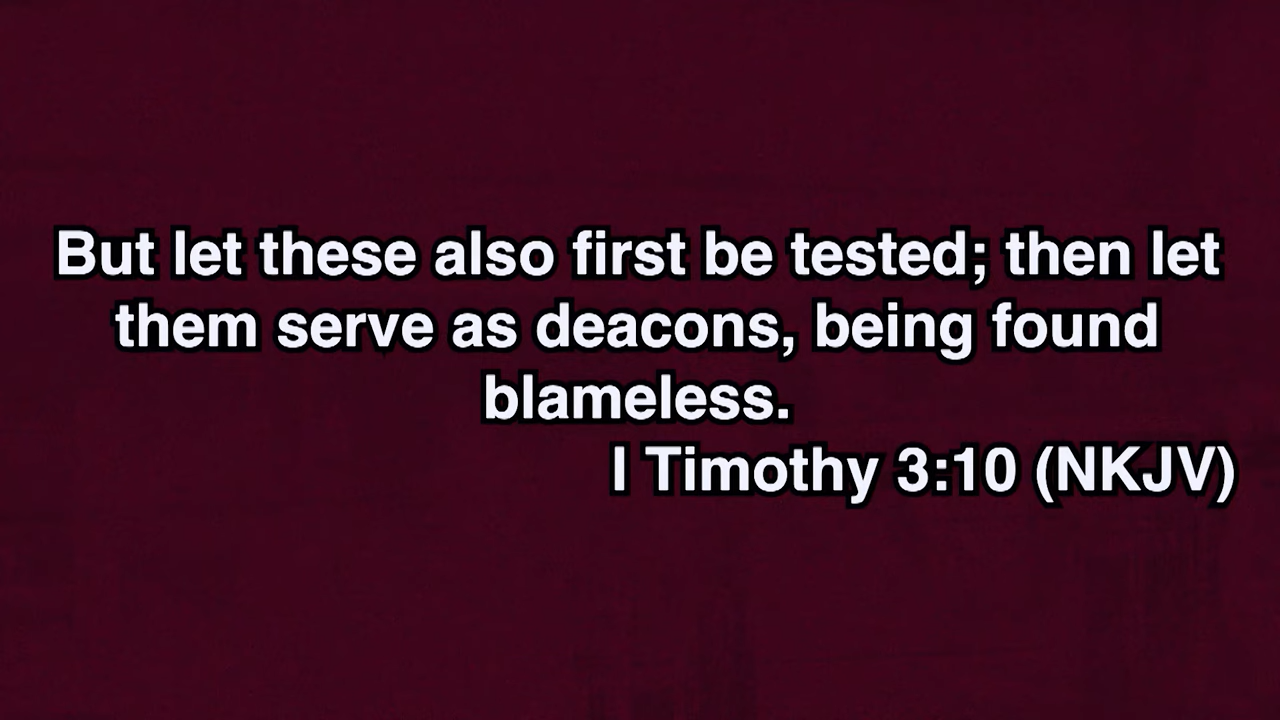 But let these also first be tested; then let
them serve as deacons, being found
blameless.
I Timothy 3:10 (NKJV)